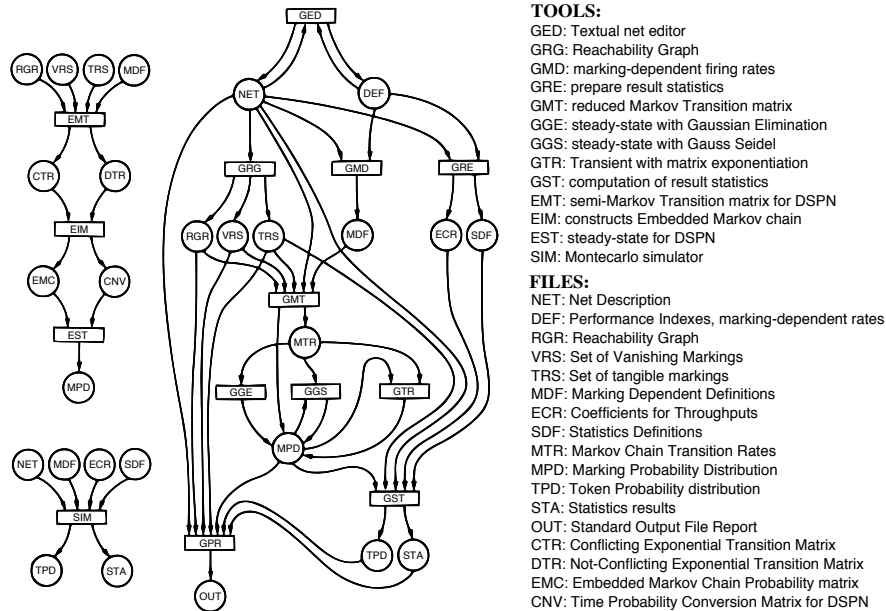 GED
RGR VRS TRS MDF
NET DEF
EMT
CTR DTR
GRG GMD GRE
EIM
RGR VRS TRS MDF ECR SDF
EMC CNV
GMT
EST
MTR
MPD
GGE GGS GTR
MPD
NET MDF ECR SDF
GST
SIM
GPR
TPD STA
TPD STA
OUT
TOOLS:
GED: Textual net editor
GRG: Reachability Graph
GMD: marking-dependent firing rates
GRE: prepare result statistics
GMT: reduced Markov Transition matrix
GGE: steady-state with Gaussian Elimination
GGS: steady-state with Gauss Seidel
GTR: Transient with matrix exponentiation
GST: computation of result statistics
EMT: semi-Markov Transition matrix for DSPN
EIM: constructs Embedded Markov chain
EST: steady-state for DSPN
SIM: Montecarlo simulator
FILES:
NET: Net Description
DEF: Performance Indexes, marking-dependent rates
RGR: Reachability Graph
VRS: Set of Vanishing Markings
TRS: Set of tangible markings
MDF: Marking Dependent Definitions
ECR: Coefficients for Throughputs
SDF: Statistics Definitions
MTR: Markov Chain Transition Rates
MPD: Marking Probability Distribution
TPD: Token Probability distribution
STA: Statistics results
OUT: Standard Output File Report
CTR: Conflicting Exponential Transition Matrix
DTR: Not-Conflicting Exponential Transition Matrix
EMC: Embedded Markov Chain Probability matrix
CNV: Time Probability Conversion Matrix for DSPN